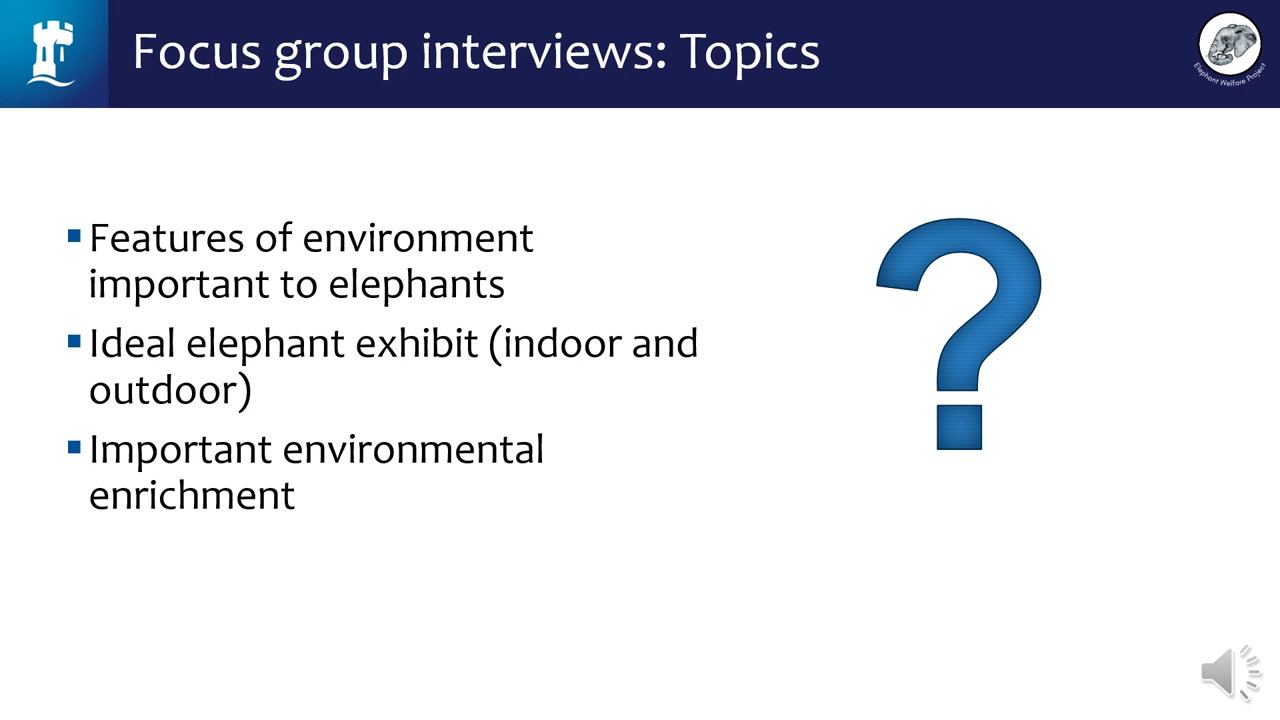 Focus group interviews: Topics
Elephant Welfare Project
Features of environment
important to elephants
Ideal elephant exhibit (indoor and
outdoor)
Important environmental
enrichment
?